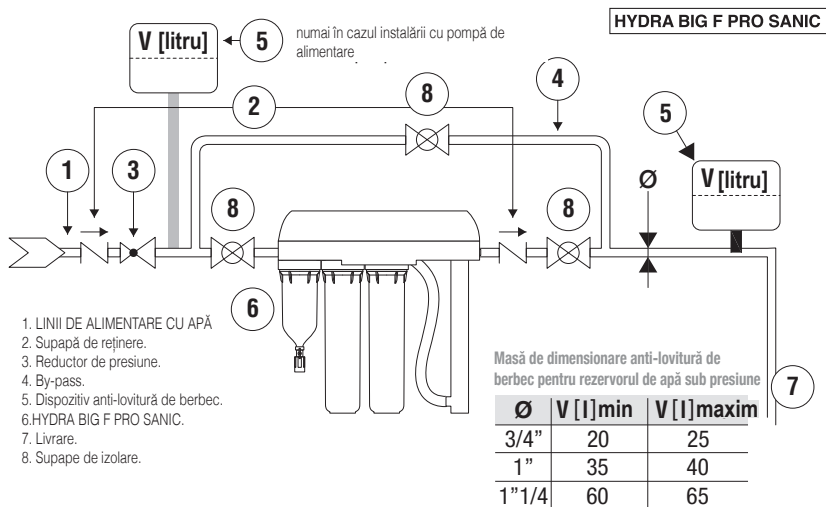 HYDRA BIG F PRO SANIC
V [litru]
5
numai în cazul instalării cu pompă de
alimentare
2
8
4
5
1
3
8
8
Ø
V [litru]
6
1. LINII DE ALIMENTARE CU APĂ
2. Supapă de reținere.
3. Reductor de presiune.
4. By-pass.
5. Dispozitiv anti-lovitură de berbec.
6.HYDRA BIG F PRO SANIC.
7. Livrare.
8. Supape de izolare.
Masă de dimensionare anti-lovitură de
berbec pentru rezervorul de apă sub presiune
7
Ø V [l]min V [l]maxim
3/4” 20 25
1” 35 40
1”1/4 60 65